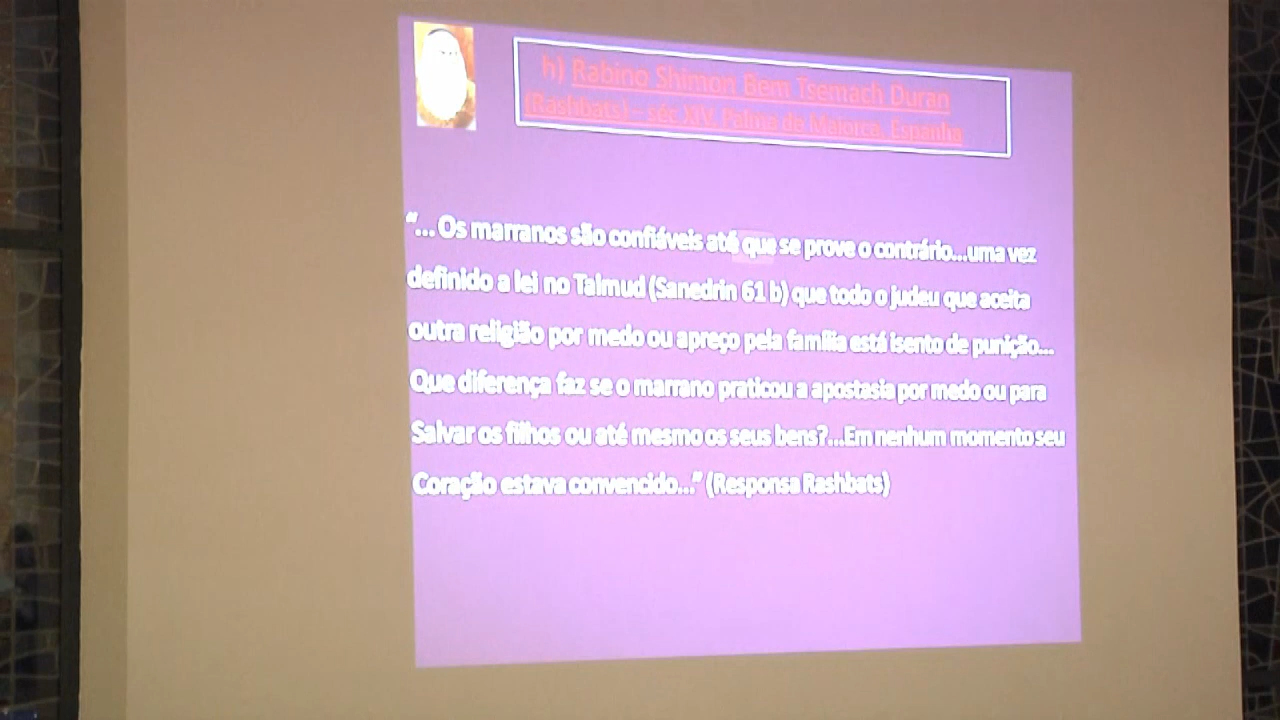 h) Rabino Shimon Bem Tsemach Duran
(Rashbats) – séc XIV, Palma de Maiorca, Espanha
“... Os marranos são confiáveis até que se prove o contrário...uma vez
definido a lei no Talmud (Sanedrin 61 b) que todo o judeu que aceita
outra religião por medo ou apreço pela família está isento de punição...
Que diferença faz se o marrano praticou a apostasia por medo ou para
Salvar os filhos ou até mesmo os seus bens?...Em nenhum momento seu
Coração estava convencido...” (Responsa Rashbats)